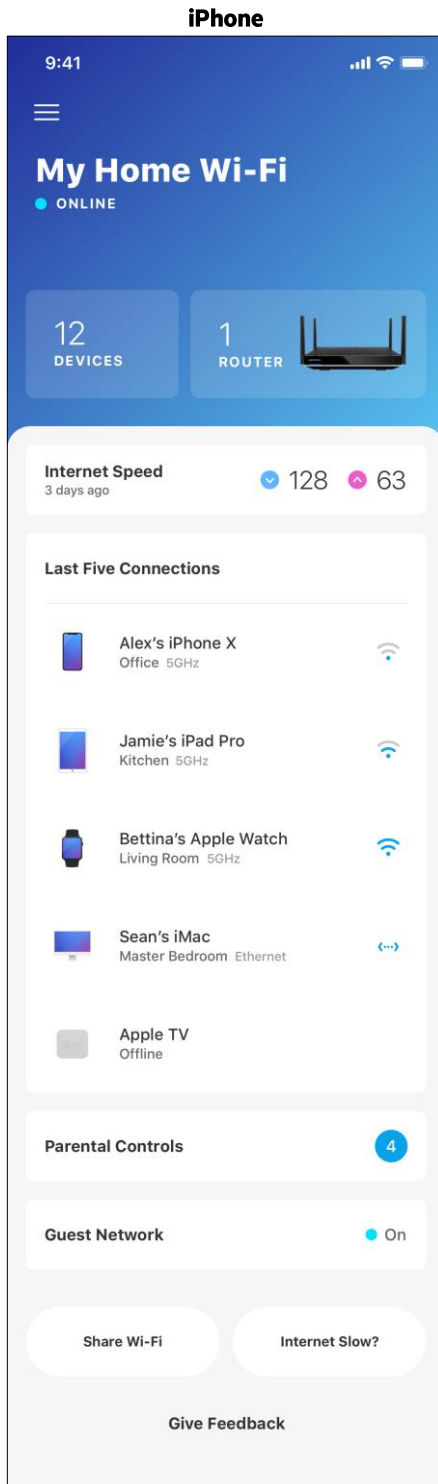 iPhone
9:41
My Home Wi-Fi
ONLINE
12
DEVICES
1
ROUTER
Internet Speed
3 days ago
128
63
Last Five Connections
Alex's iPhone X
Office 5GHz
Jamie's iPad Pro
Kitchen 5GHz
Bettina's Apple Watch
Living Room 5GHz
Sean's iMac
Master Bedroom Ethernet
Apple TV
Offline
Parental Controls
4
Guest Network
On
Share Wi-Fi
Internet Slow?
Give Feedback